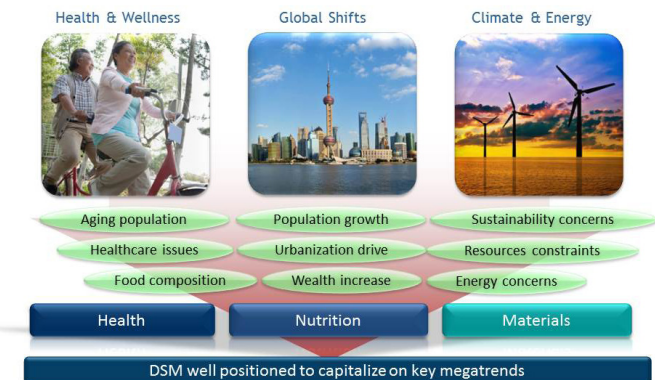 Health & Wellness
Global Shifts
Climate & Energy
Aging population
Population growth
Sustainability concerns
Healthcare issues
Urbanization drive
Resources constraints
Food composition
Wealth increase
Energy concerns
Health
Nutrition
Materials
DSM well positioned to capitalize on key megatrends